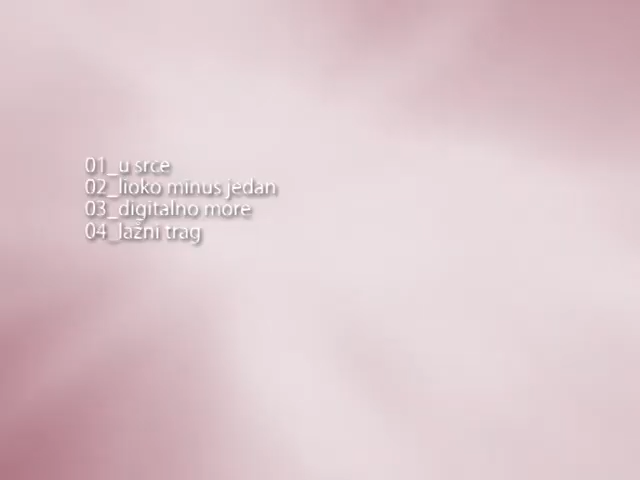 01_u srce
02_lioko minus jedan
03_digitalno more
04_lažni trag